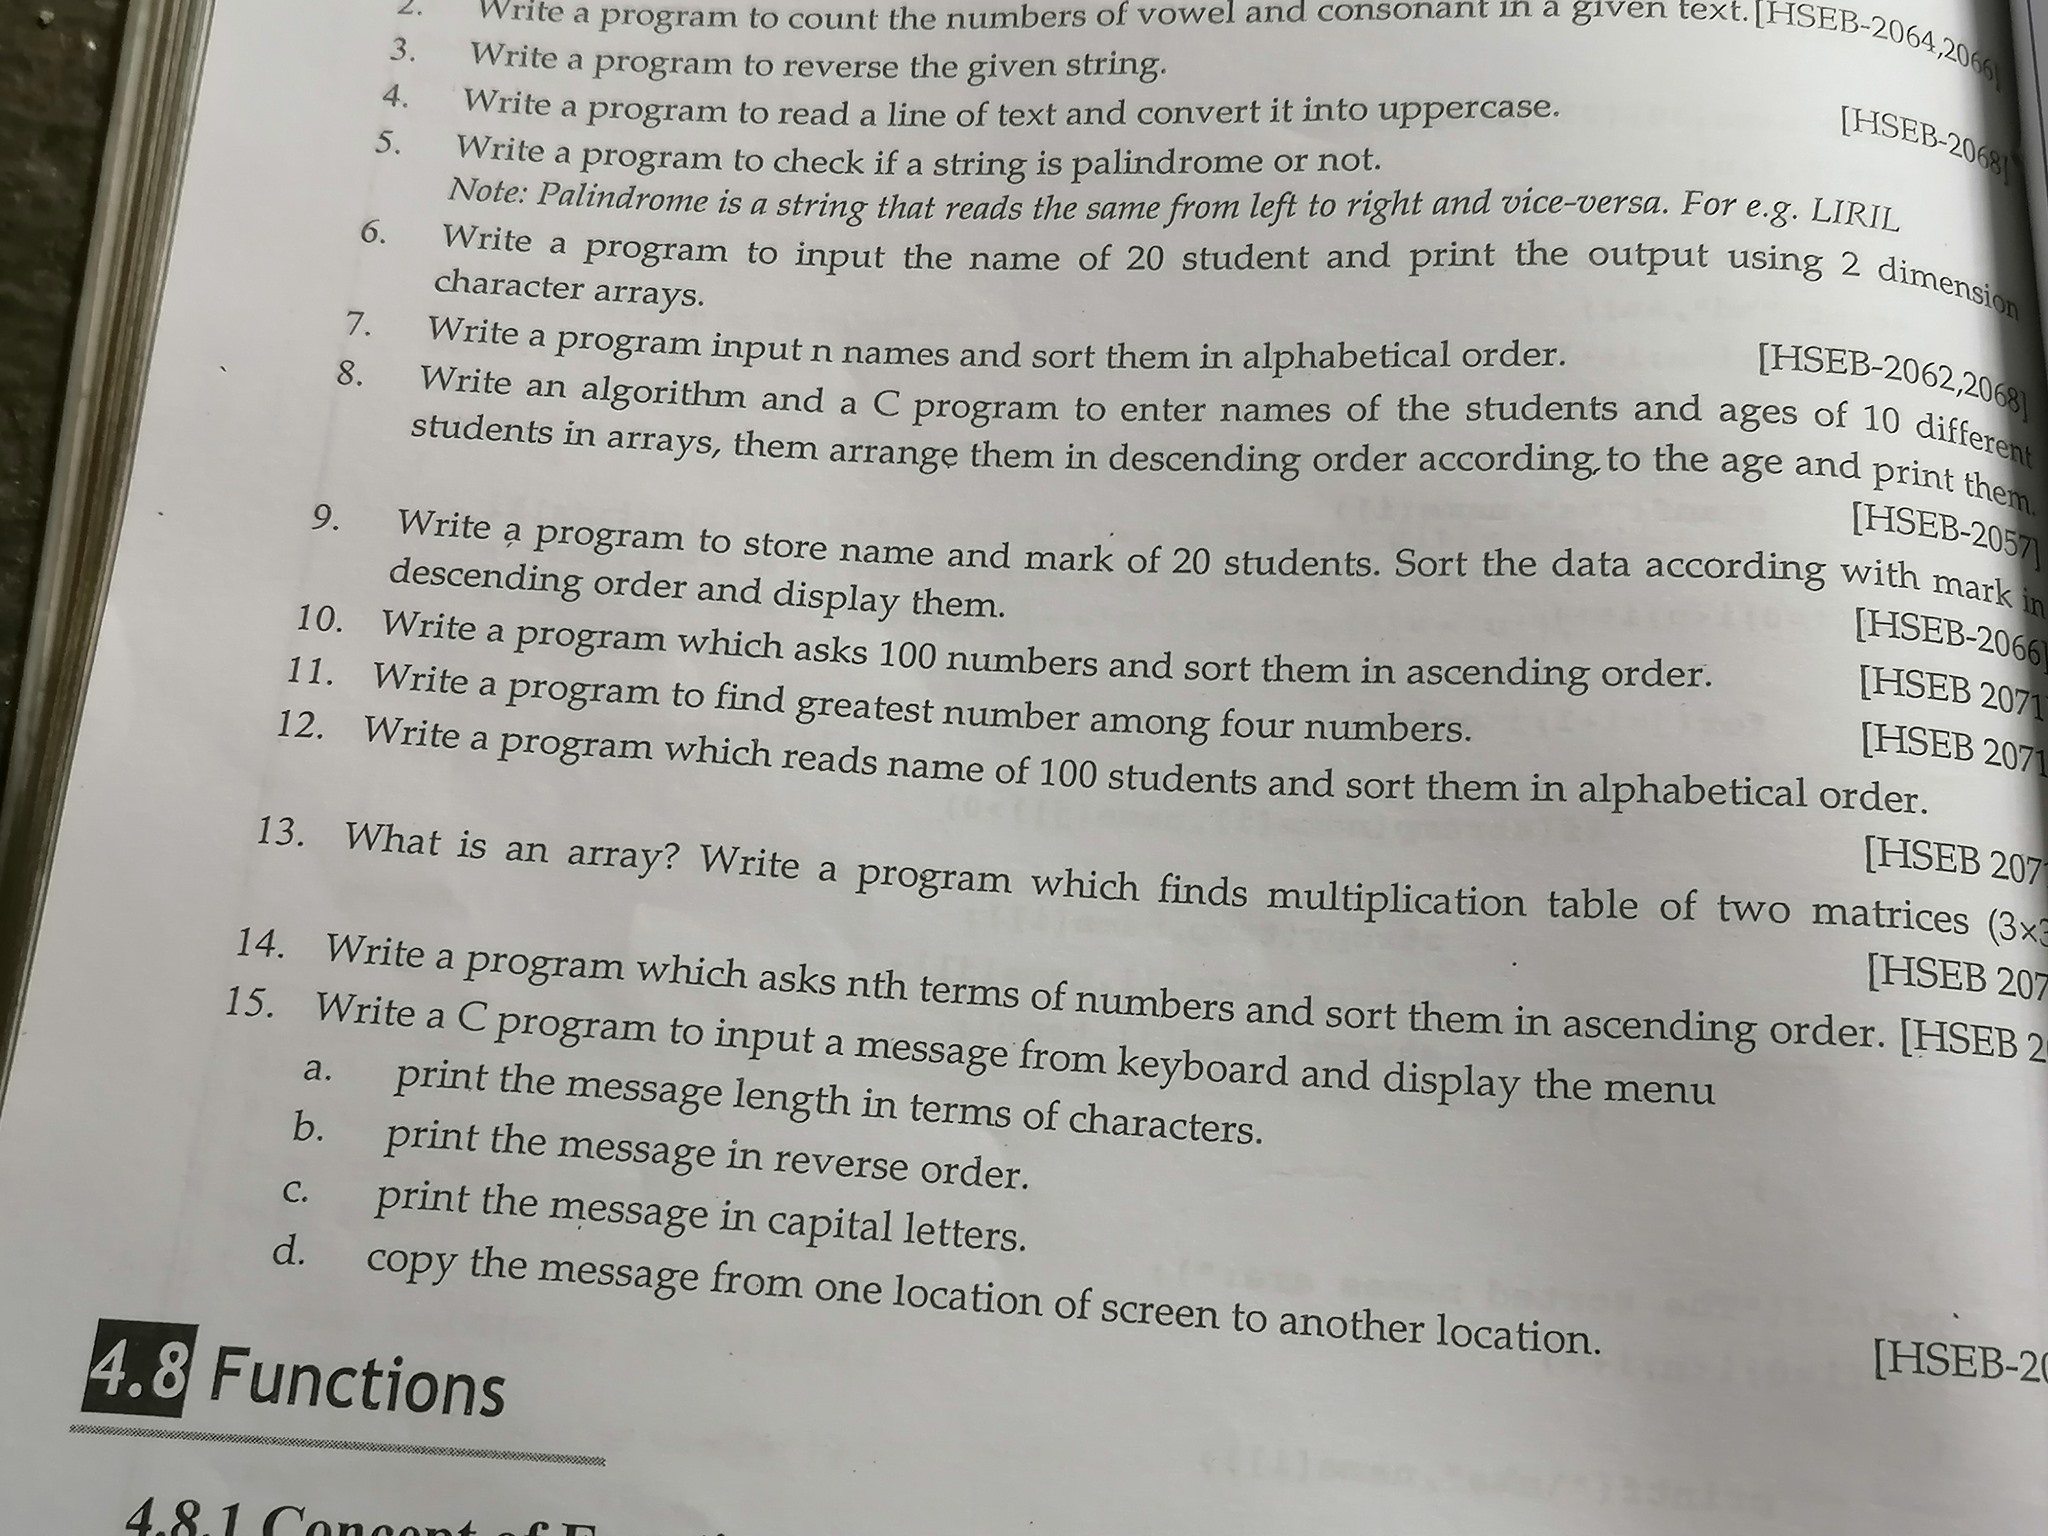 2. Write a program to count the numbers of vowel and consonant in a given text. [HSEB-2064,2066]
3. Write a program to reverse the given string.
4. Write a program to read a line of text and convert it into uppercase. [HSEB-2068]
5. Write a program to check if a string is palindrome or not.
Note: Palindrome is a string that reads the same from left to right and vice-versa. For e.g. LIRIL
6. Write a program to input the name of 20 student and print the output using 2 dimension
character arrays.
7. Write a program input n names and sort them in alphabetical order. [HSEB-2062,2068]
8. Write an algorithm and a C program to enter names of the students and ages of 10 different
students in arrays, them arrange them in descending order according to the age and print them.
[HSEB-2057]
9. Write a program to store name and mark of 20 students. Sort the data according with mark in
descending order and display them. [HSEB-2066]
10. Write a program which asks 100 numbers and sort them in ascending order. [HSEB 2071
11. Write a program to find greatest number among four numbers. [HSEB 2071
12. Write a program which reads name of 100 students and sort them in alphabetical order.
[HSEB 207
13. What is an array? Write a program which finds multiplication table of two matrices (3×3
[HSEB 207
14. Write a program which asks nth terms of numbers and sort them in ascending order. [HSEB 2
15. Write a C program to input a message from keyboard and display the menu
a. print the message length in terms of characters.
b. print the message in reverse order.
c. print the message in capital letters.
d. copy the message from one location of screen to another location.
[HSEB-20
4.8 Functions
4.8.1 Concept of